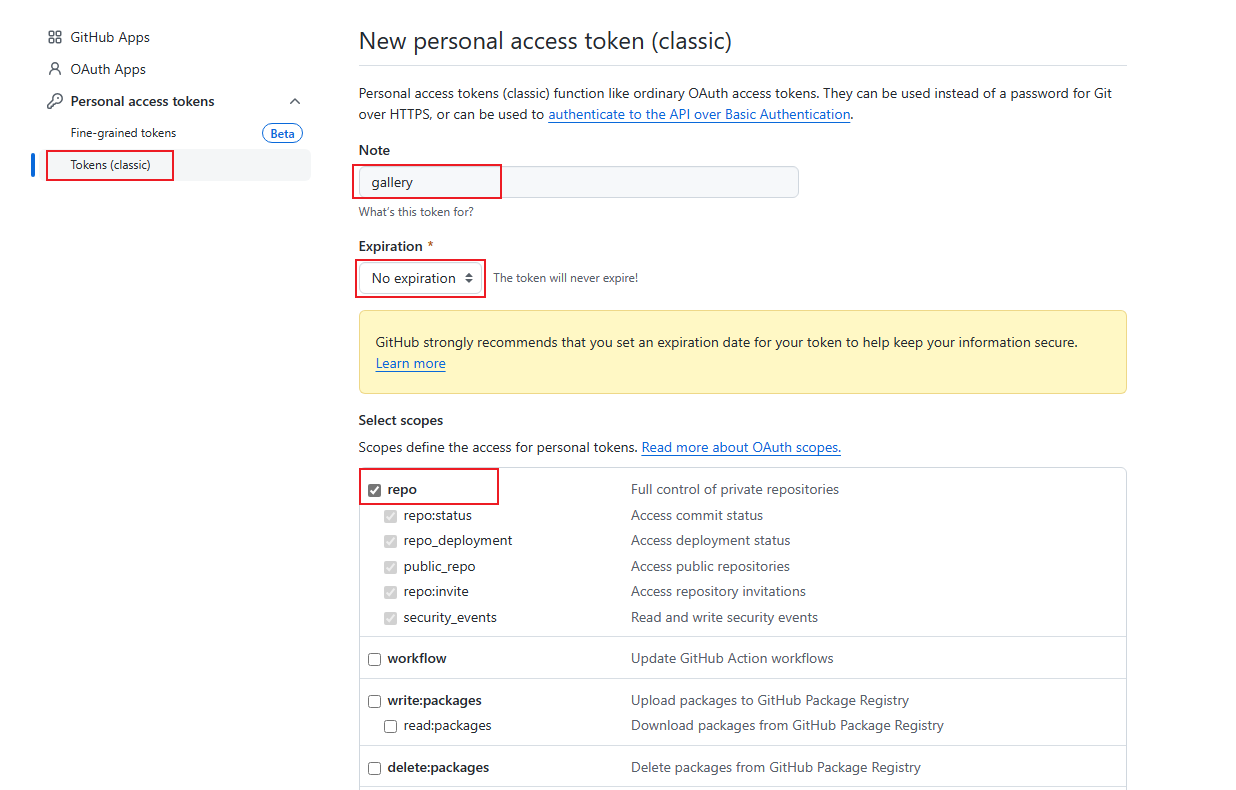 GitHub Apps
OAuth Apps
Personal access tokens
Fine-grained tokens
Beta
Tokens (classic)
New personal access token (classic)
Personal access tokens (classic) function like ordinary OAuth access tokens. They can be used instead of a password for Git
over HTTPS, or can be used to authenticate to the API over Basic Authentication.
Note
gallery
What's this token for?
Expiration *
No expiration
The token will never expire!
GitHub strongly recommends that you set an expiration date for your token to help keep your information secure.
Learn more
Select scopes
Scopes define the access for personal tokens. Read more about OAuth scopes.
repo
Full control of private repositories
repo:status
Access commit status
repo_deployment
Access deployment status
public_repo
Access public repositories
repo:invite
Access repository invitations
security_events
Read and write security events
workflow
Update GitHub Action workflows
write:packages
Upload packages to GitHub Package Registry
read:packages
Download packages from GitHub Package Registry
delete:packages
Delete packages from GitHub Package Registry